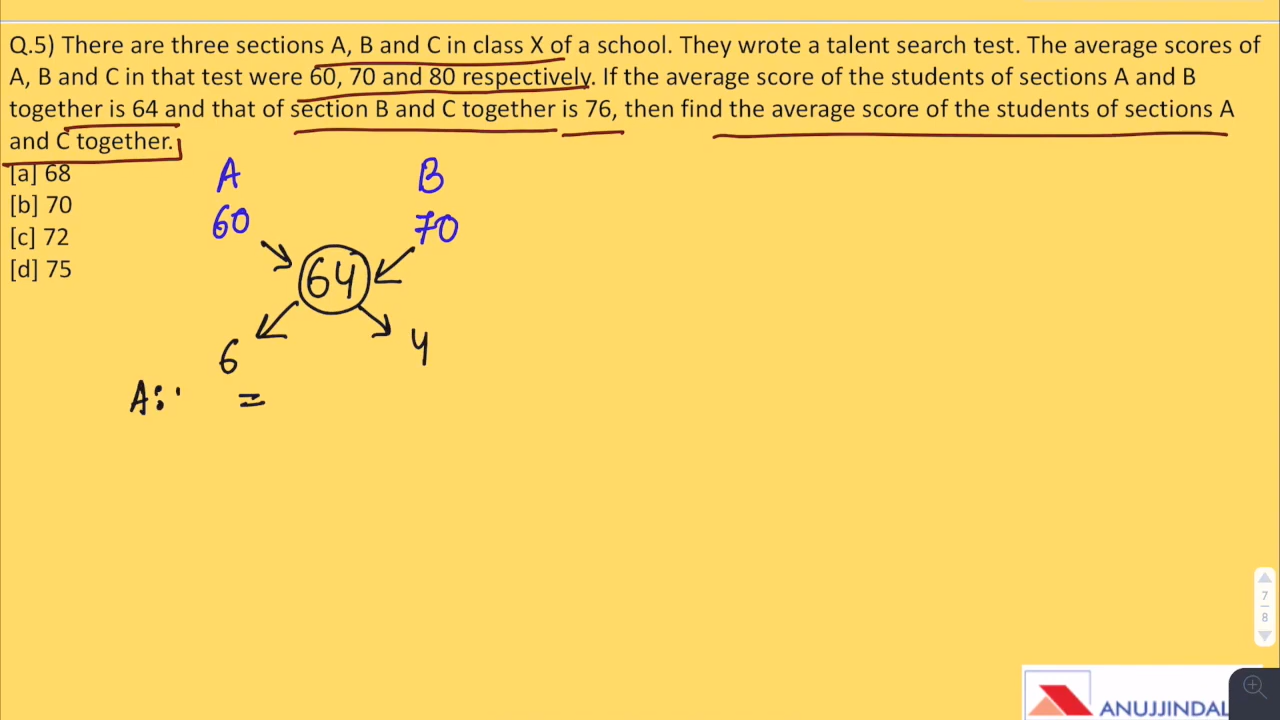 Q.5) There are three sections A, B and C in class X of a school. They wrote a talent search test. The average scores of
A, B and C in that test were 60, 70 and 80 respectively. If the average score of the students of sections A and B
together is 64 and that of section B and C together is 76, then find the average score of the students of sections A
and C together.
[a] 68
[b] 70
[c] 72
[d] 75
A B
60 70
64
6 4
A: =
7
8
ANUJJINDAL